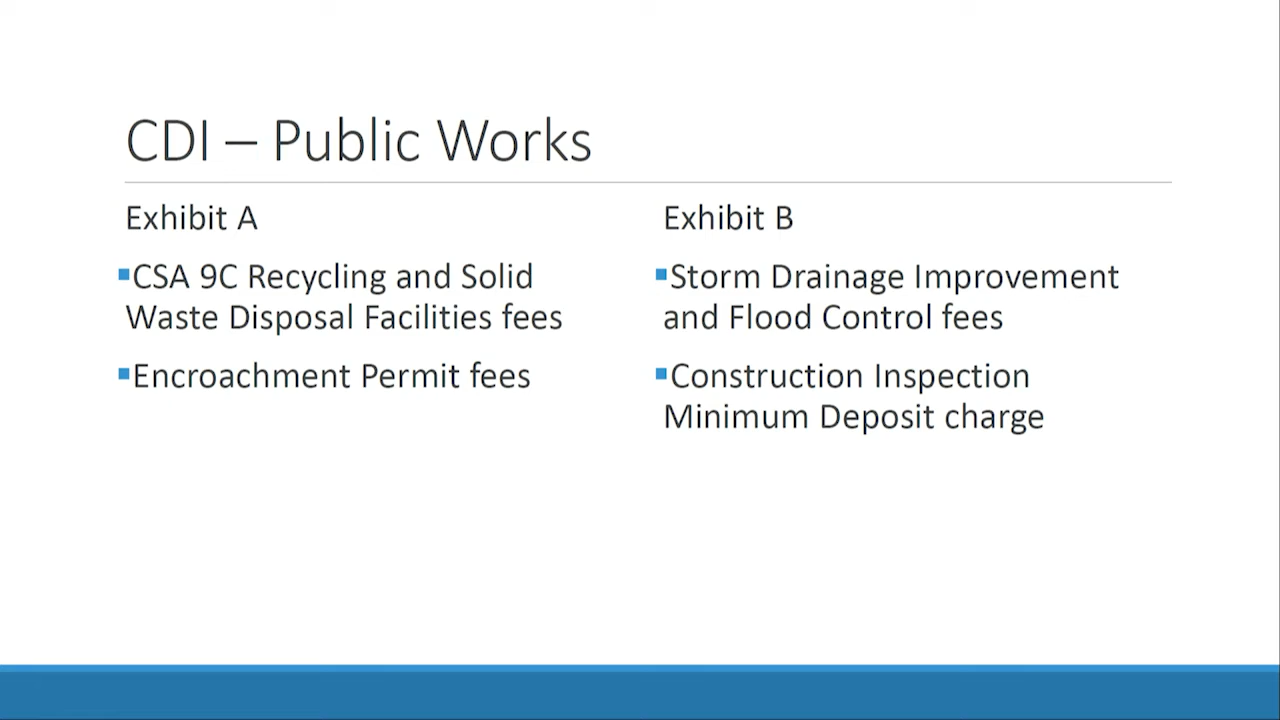 CDI – Public Works
Exhibit A
▪CSA 9C Recycling and Solid
Waste Disposal Facilities fees
▪Encroachment Permit fees
Exhibit B
▪Storm Drainage Improvement
and Flood Control fees
▪Construction Inspection
Minimum Deposit charge